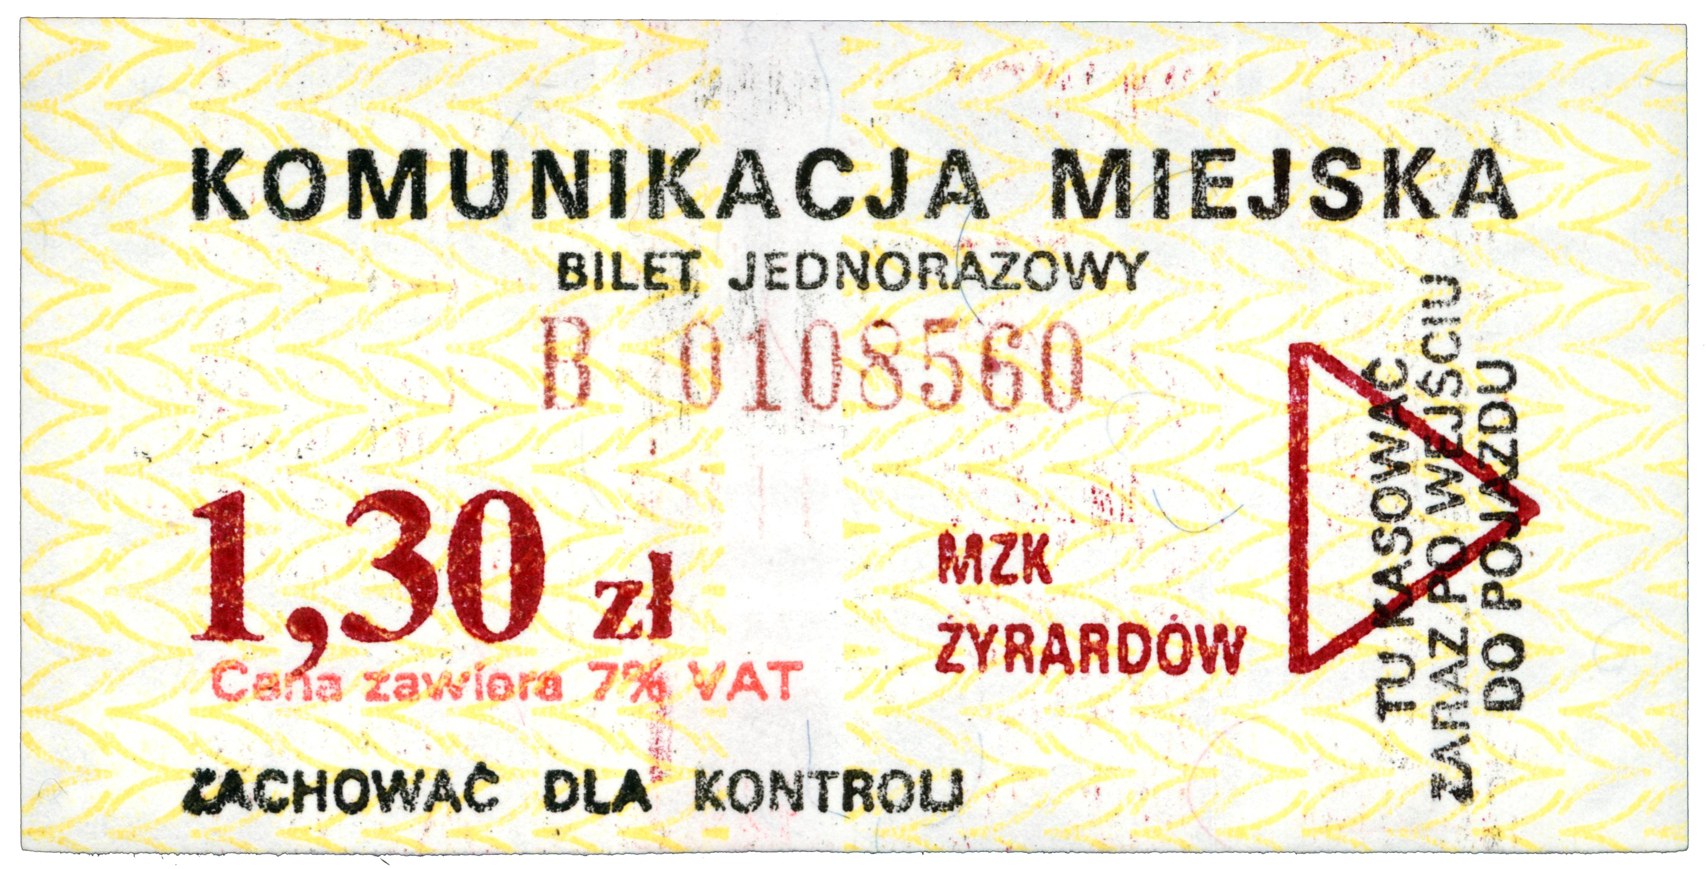 KOMUNIKACJA MIEJSKA
BILET JEDNORAZOWY
B 0108560
1,30 zł
Cena zawiera 7% VAT
MZK
ŻYRARDÓW
ZACHOWAĆ DLA KONTROLI
TU KASOWAĆ
ZARAZ PO WEJŚCIU
DO POJAZDU